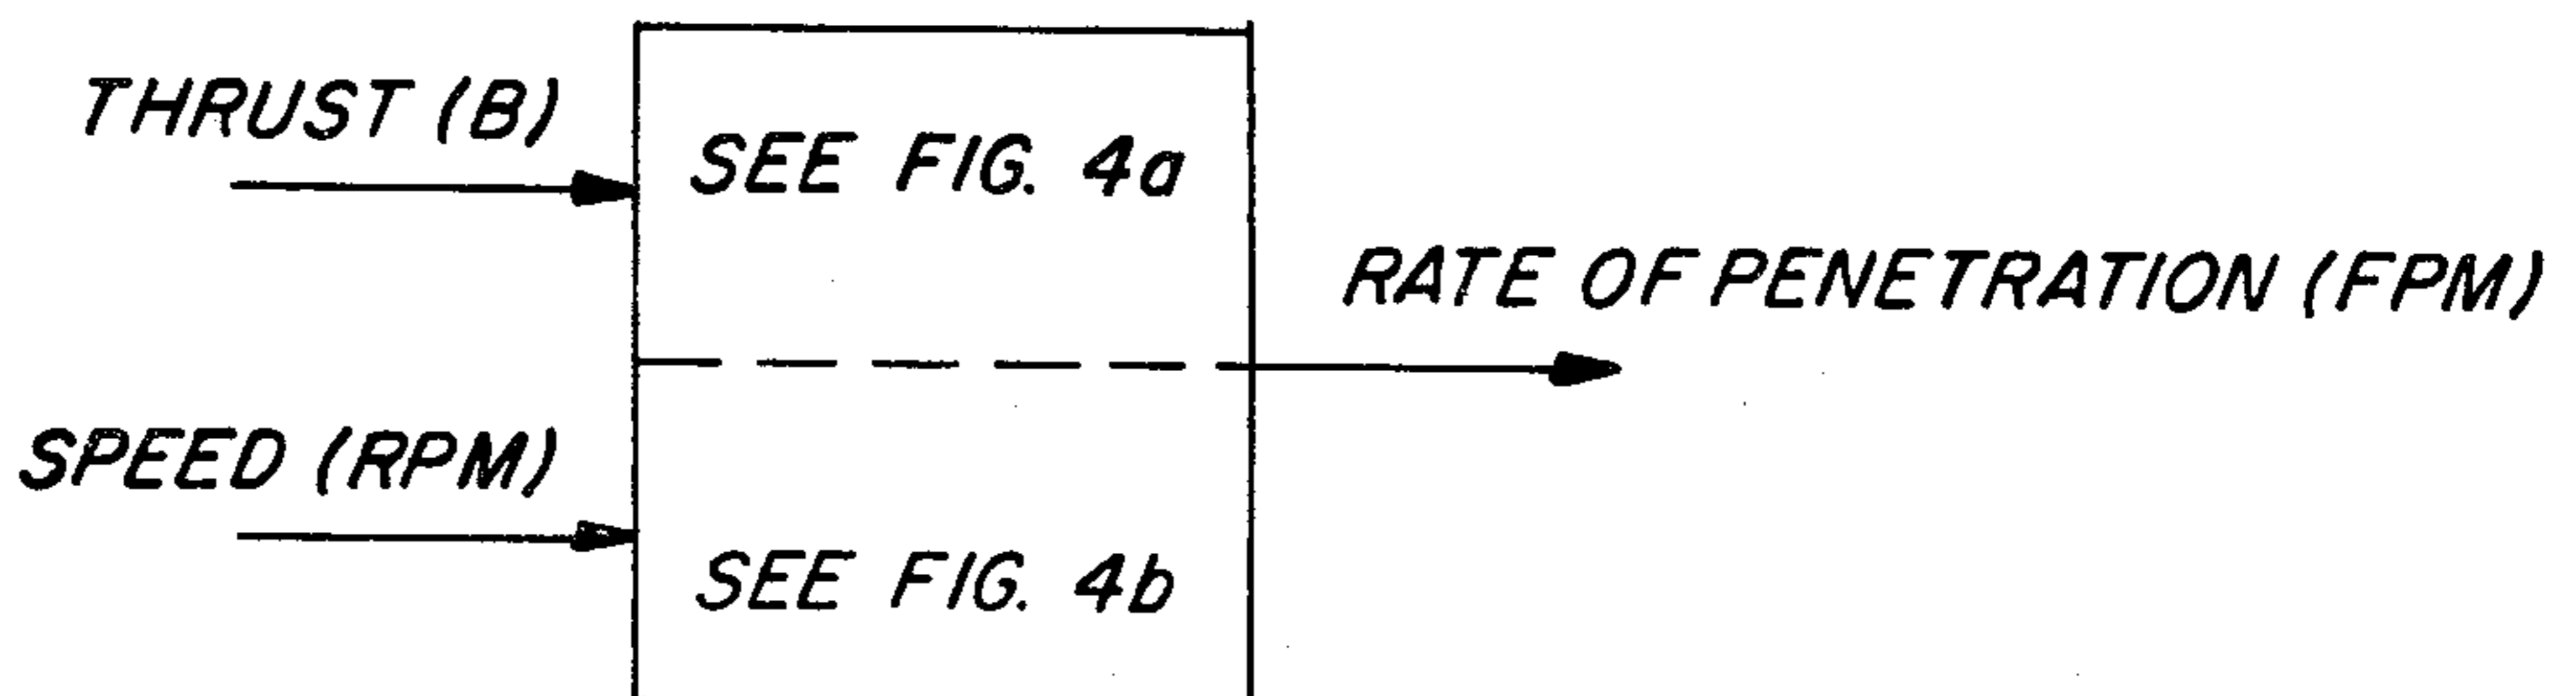 THRUST (B)
SEE FIG. 4a
RATE OF PENETRATION (FPM)
SPEED (RPM)
SEE FIG. 4b